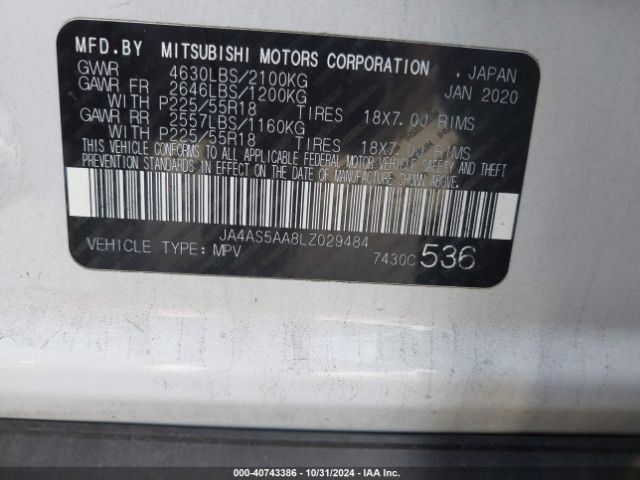 MFD.BY MITSUBISHI MOTORS CORPORATION , JAPAN
GVWR 4630LBS/2100KG JAN 2020
GAWR FR 2646LBS/1200KG
WITH P225/55R18 TIRES 18X7.0J RIMS
GAWR RR 2557LBS/1160KG
WITH P225/55R18 TIRES 18X7.0J RIMS
THIS VEHICLE CONFORMS TO ALL APPLICABLE FEDERAL MOTOR VEHICLE SAFETY AND THEFT
PREVENTION STANDARDS IN EFFECT ON THE DATE OF MANUFACTURE SHOWN ABOVE.
JA4AS5AA8LZ029484
VEHICLE TYPE: MPV 7430C 536
000-40743386 - 10/31/2024 - IAA Inc.